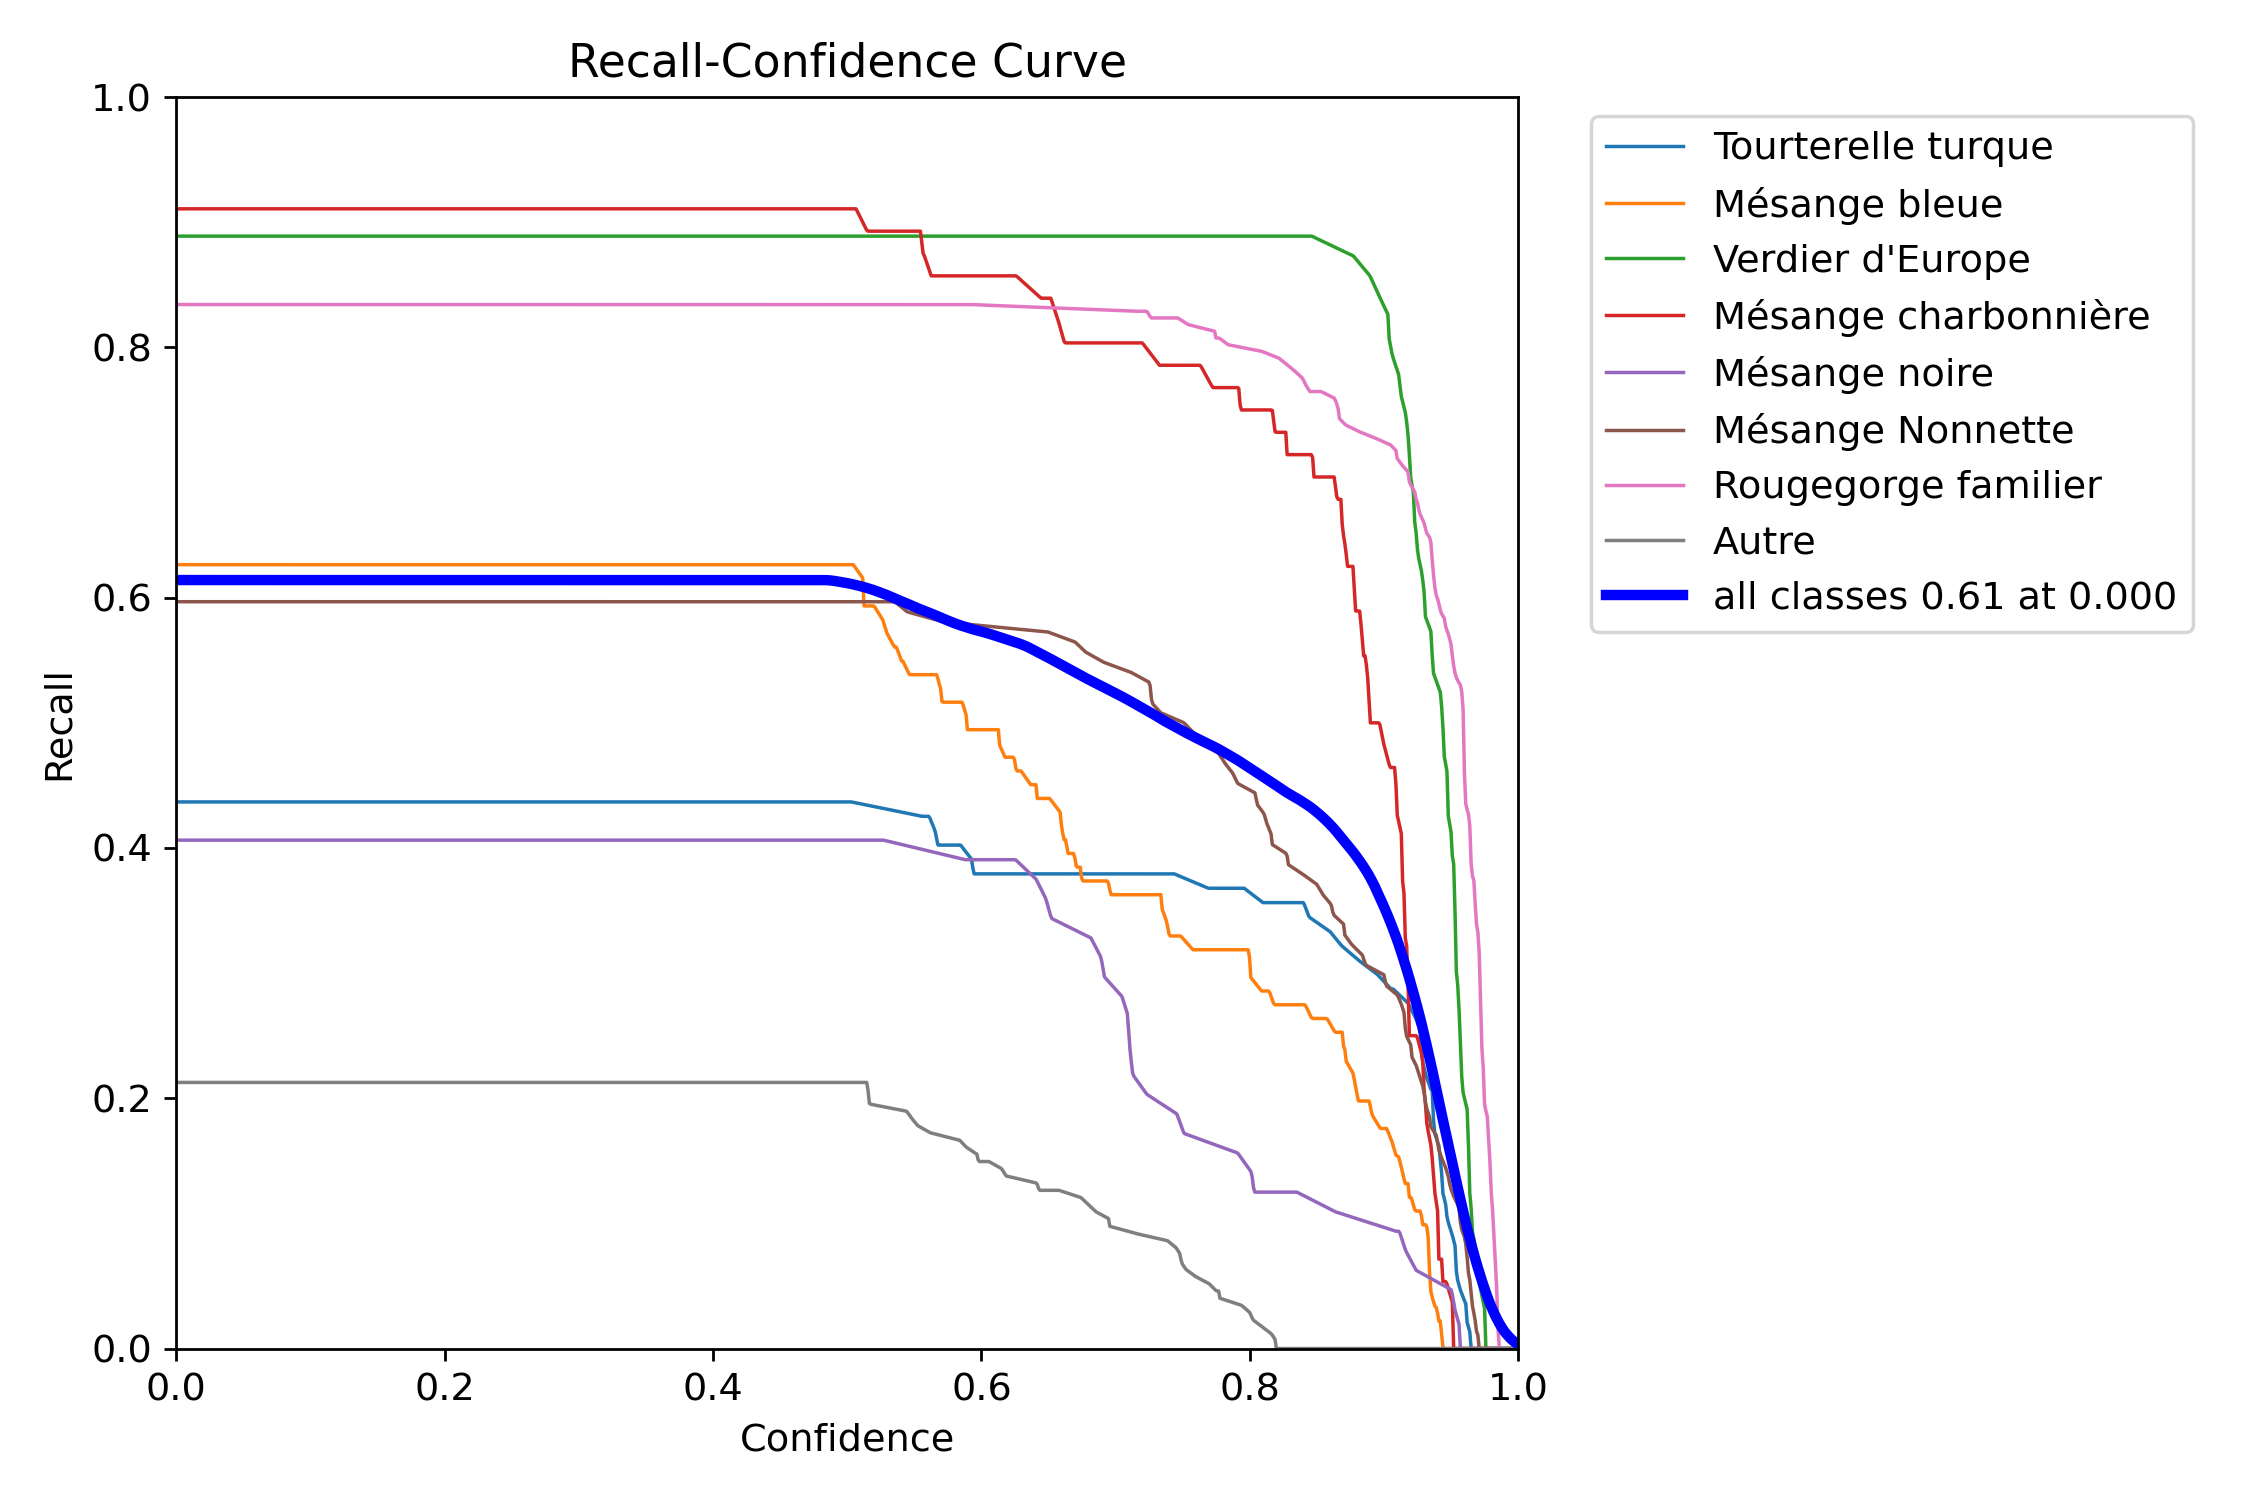 Recall-Confidence Curve
1.0
0.8
0.6
0.4
0.2
0.0
Recall
0.0 0.2 0.4 0.6 0.8 1.0
Confidence
Tourterelle turque
Mésange bleue
Verdier d'Europe
Mésange charbonnière
Mésange noire
Mésange Nonnette
Rougegorge familier
Autre
all classes 0.61 at 0.000